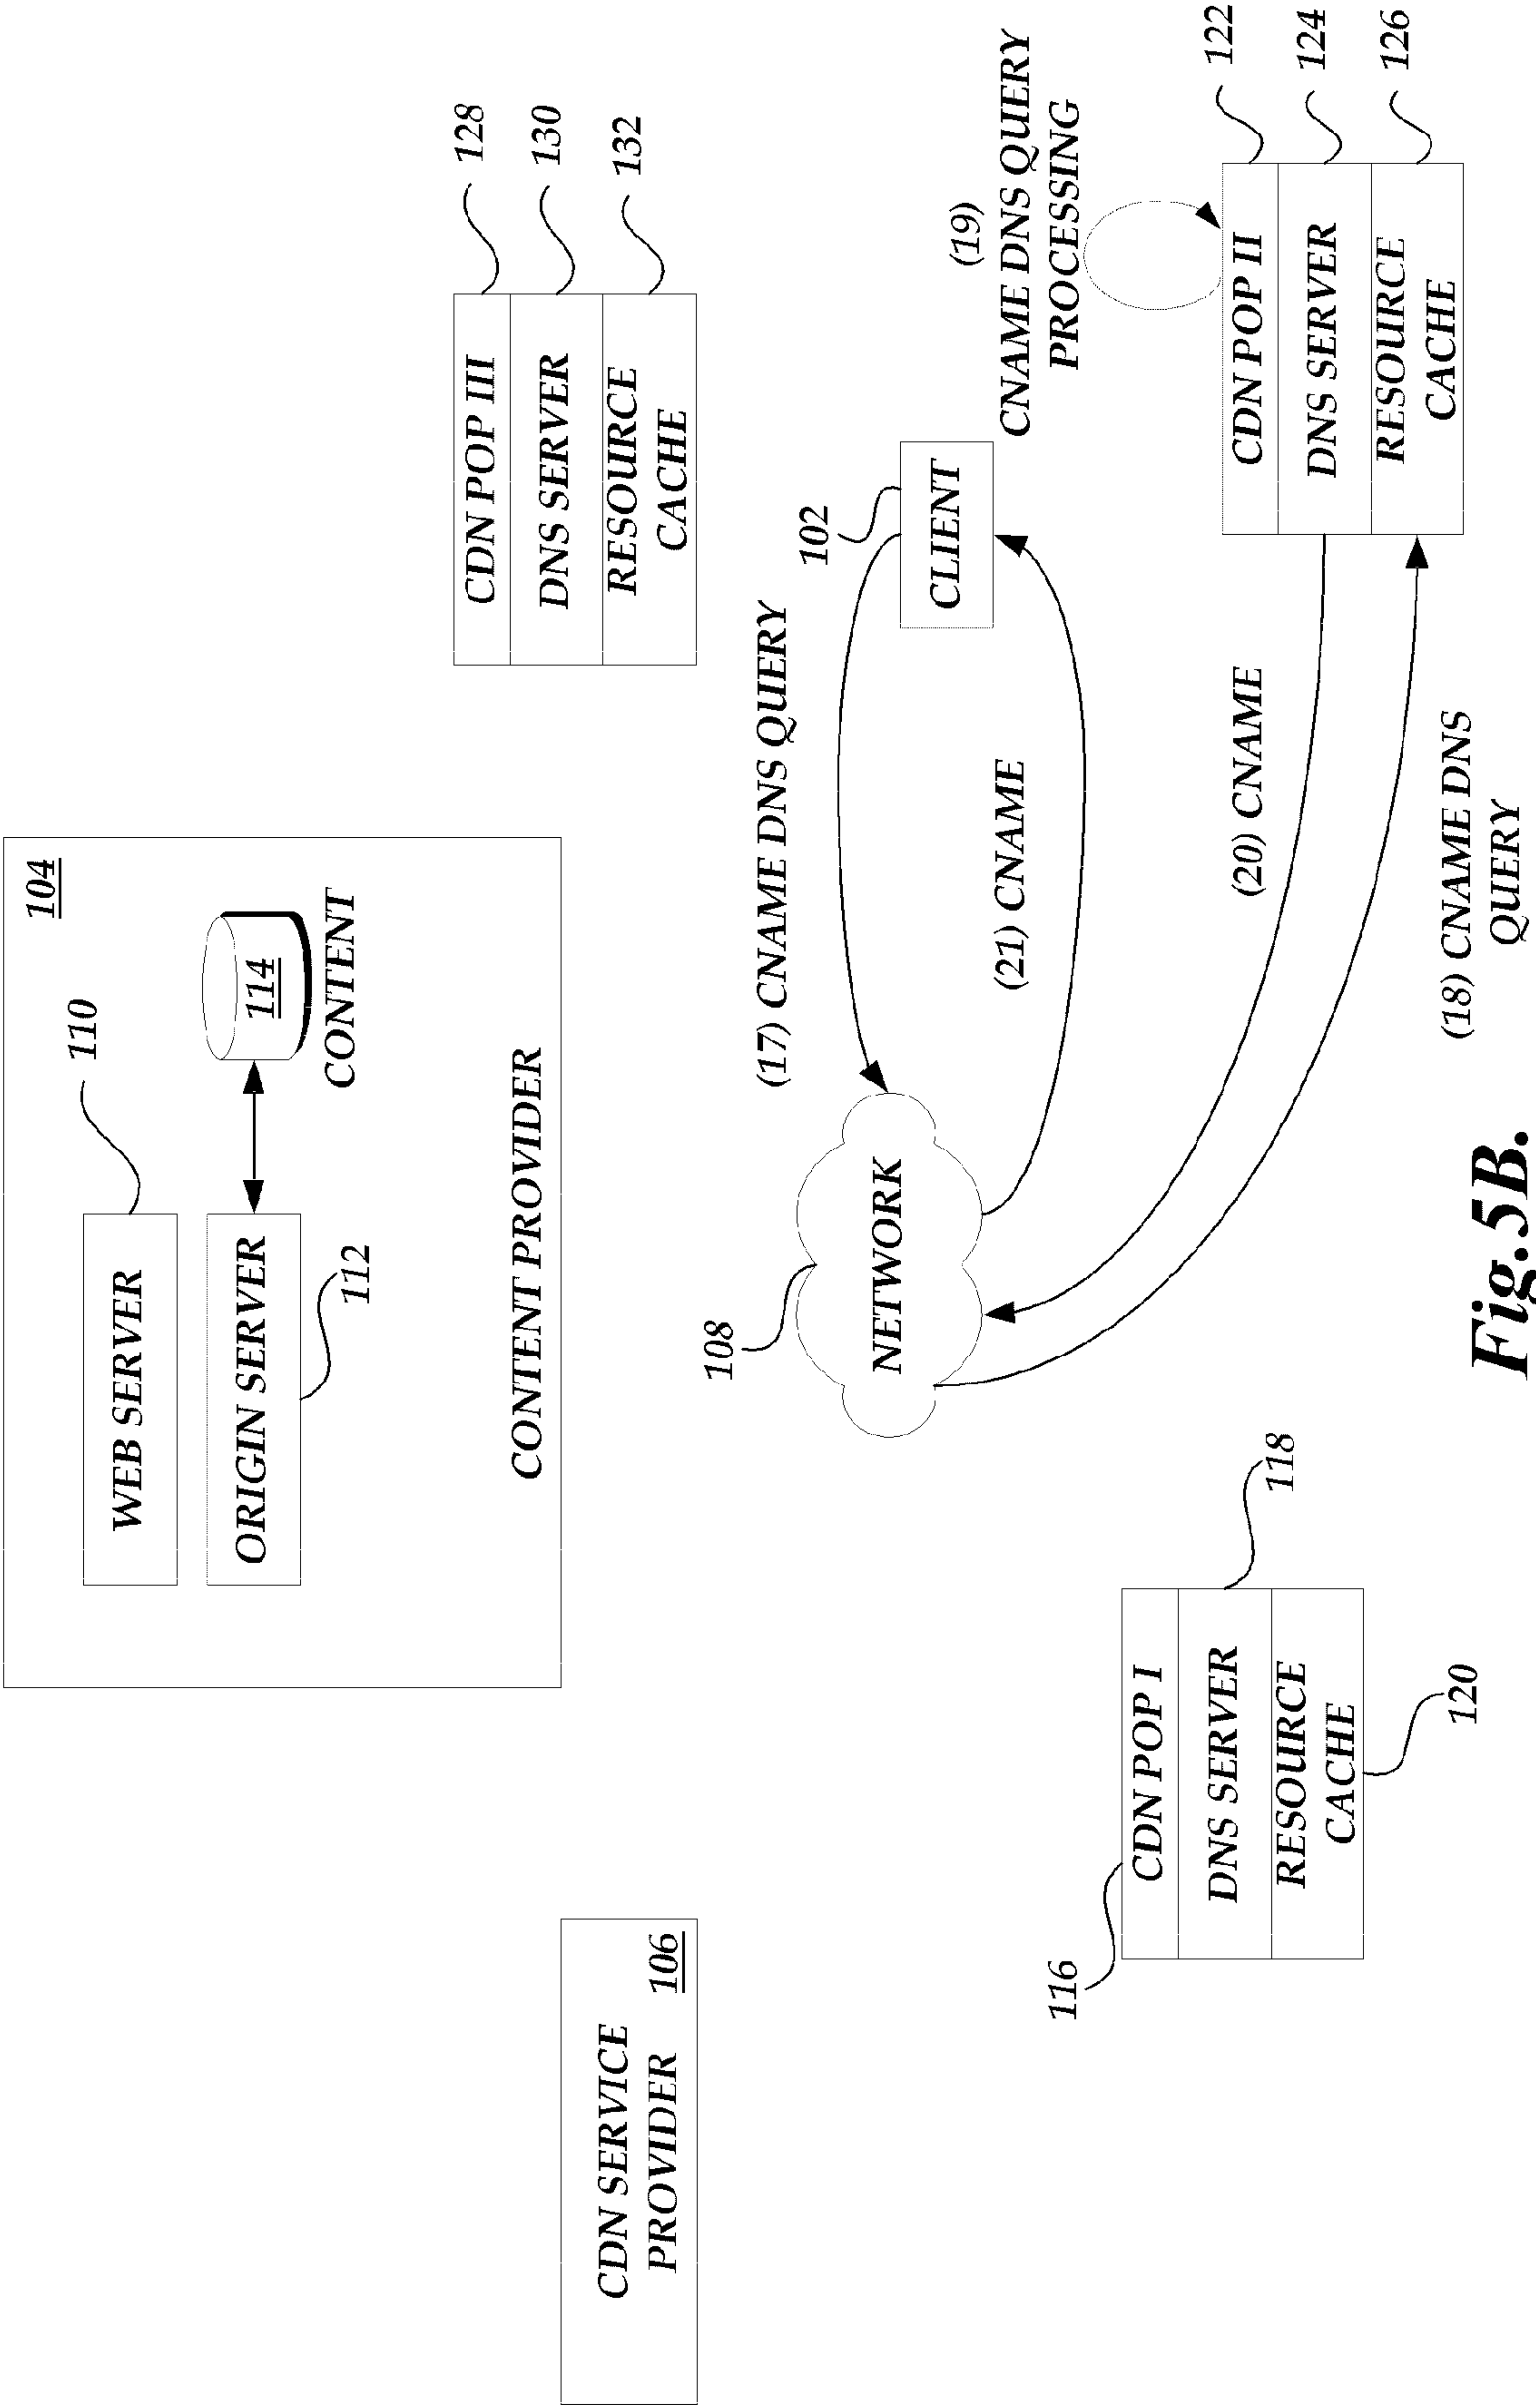 104
WEB SERVER
110
ORIGIN SERVER
112
114
CONTENT
CONTENT PROVIDER
CDN SERVICE
PROVIDER
106
CDN POP III
DNS SERVER
RESOURCE
CACHE
128
130
132
108
NETWORK
(17) CNAME DNS QUERY
102
CLIENT
(21) CNAME
(19)
CNAME DNS QUERY
PROCESSING
(20) CNAME
(18) CNAME DNS
QUERY
116
CDN POP I
DNS SERVER
RESOURCE
CACHE
118
120
CDN POP II
DNS SERVER
RESOURCE
CACHE
122
124
126
Fig.5B.